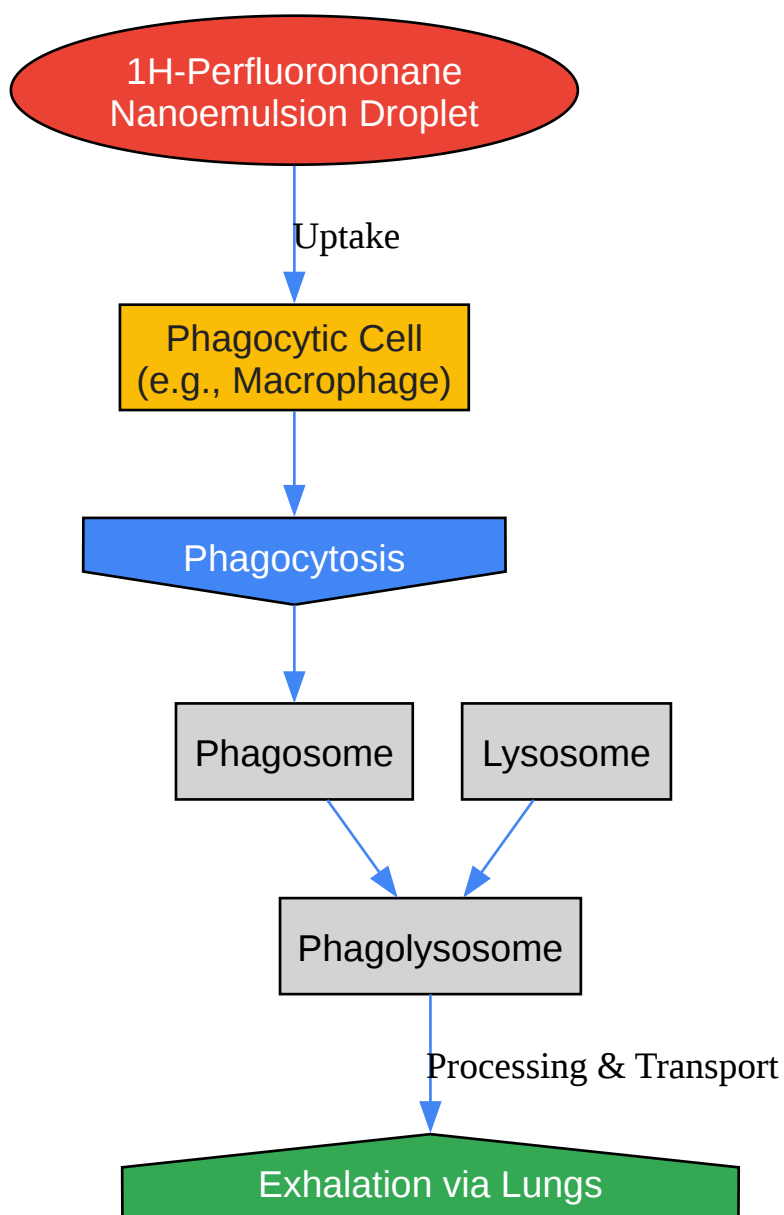 1H-Perfluorononane
Nanoemulsion Droplet
Uptake
Phagocytic Cell
(e.g., Macrophage)
Phagocytosis
Phagosome
Lysosome
Phagolysosome
Processing & Transport
Exhalation via Lungs